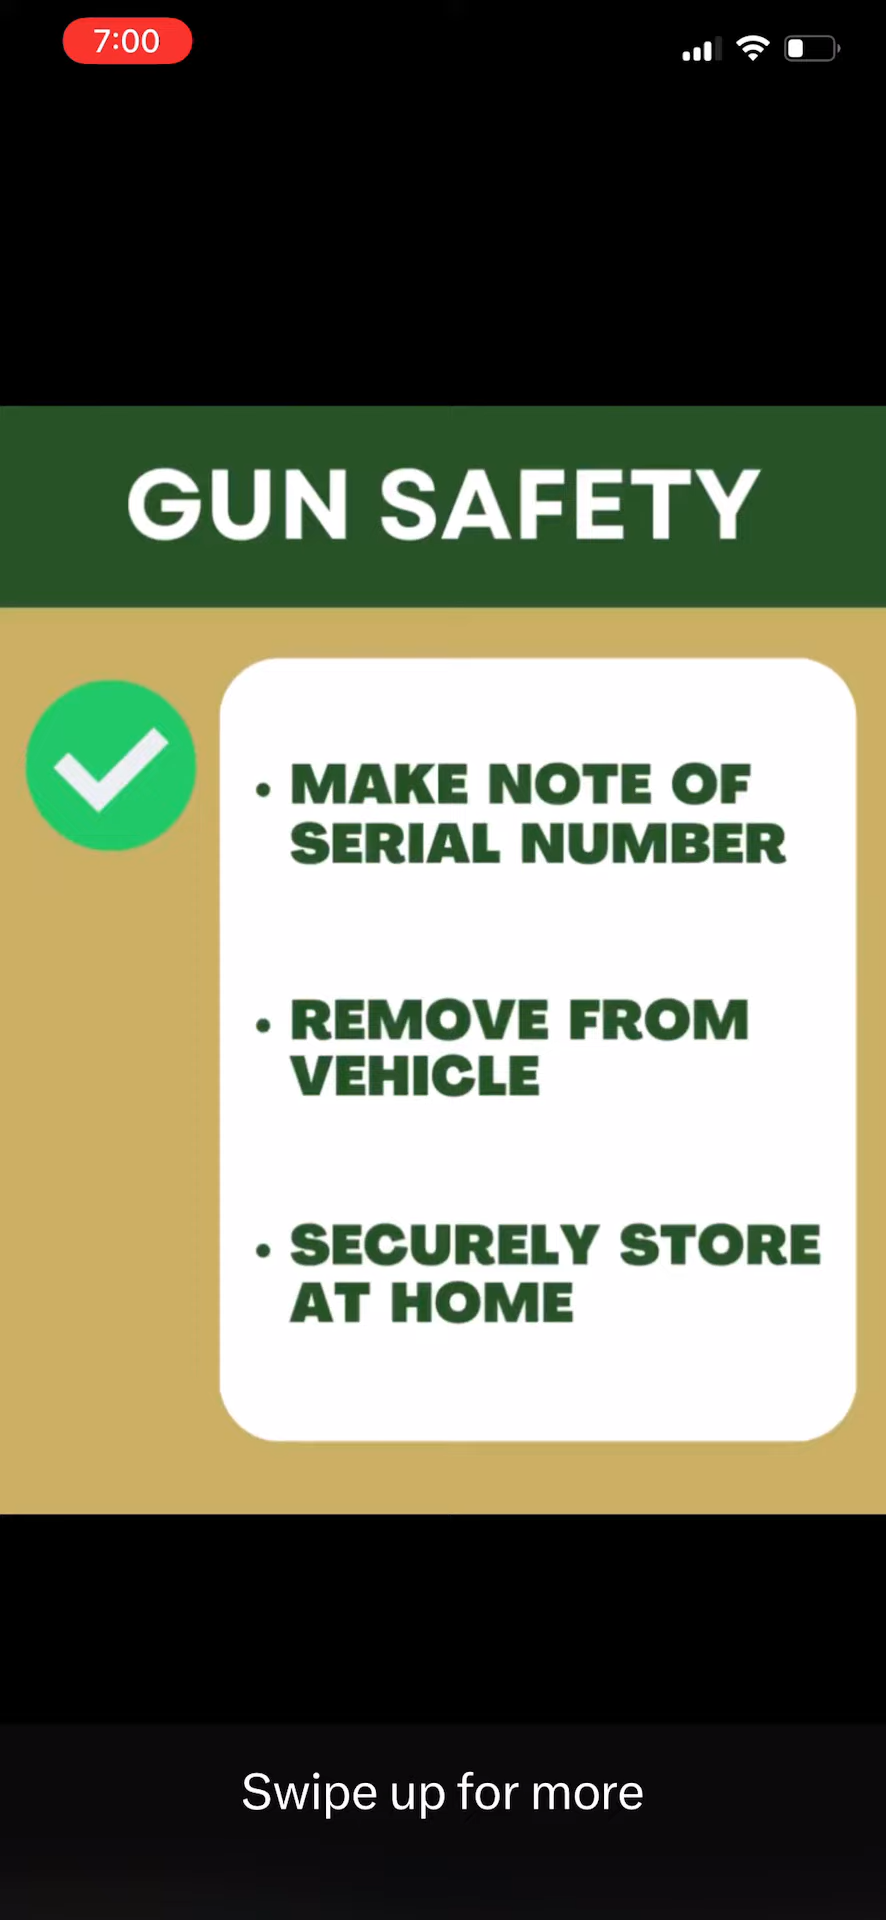 7:00
GUN SAFETY
• MAKE NOTE OF
SERIAL NUMBER
• REMOVE FROM
VEHICLE
• SECURELY STORE
AT HOME
Swipe up for more